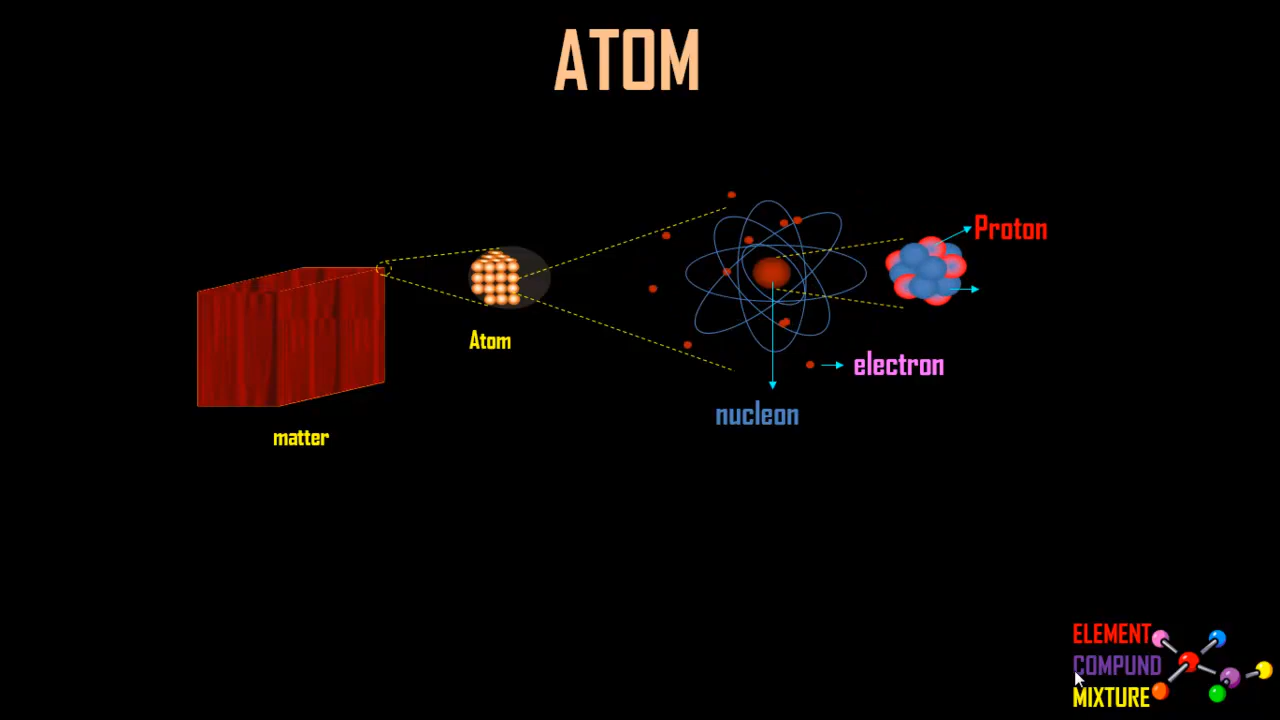 ATOM
Proton
Atom
electron
nucleon
matter
ELEMENT
COMPUND
MIXTURE